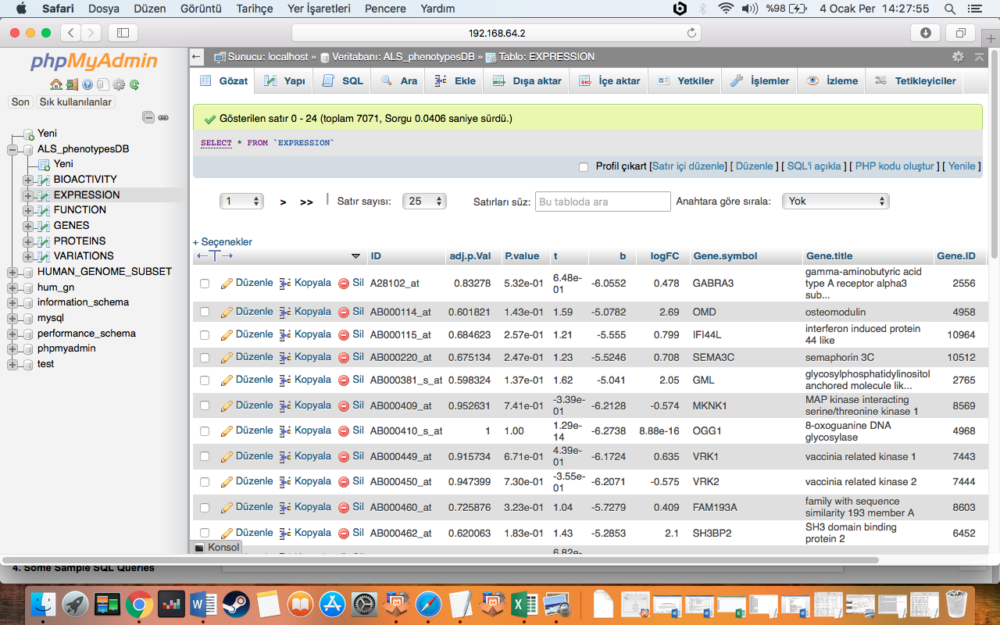 Safari Dosya Düzen Görüntü Tarihçe Yer İşaretleri Pencere Yardım %98 4 Ocak Per 14:27:55
192.168.64.2
phpMyAdmin
Son Sık kullanılanlar
Yeni
ALS_phenotypesDB
Yeni
BIOACTIVITY
EXPRESSION
FUNCTION
GENES
PROTEINS
VARIATIONS
HUMAN_GENOME_SUBSET
hum_gn
information_schema
mysql
performance_schema
phpmyadmin
test
Sunucu: localhost » Veritabanı: ALS_phenotypesDB » Tablo: EXPRESSION
Gözat Yapı SQL Ara Ekle Dışa aktar İçe aktar Yetkiler İşlemler İzleme Tetikleyiciler
Gösterilen satır 0 - 24 (toplam 7071, Sorgu 0.0406 saniye sürdü.)
SELECT * FROM `EXPRESSION`
Profil çıkart [Satır içi düzenle] [ Düzenle ] [ SQL'i açıkla ] [ PHP kodu oluştur ] [ Yenile ]
1 > >> | Satır sayısı: 25 Satırları süz: Bu tabloda ara Anahtara göre sırala: Yok
+ Seçenekler
←T→ ID adj.p.Val P.value t b logFC Gene.symbol Gene.title Gene.ID
Düzenle Kopyala Sil A28102_at 0.83278 5.32e-01 6.48e-01 -6.0552 0.478 GABRA3 gamma-aminobutyric acid type A receptor alpha3 sub... 2556
Düzenle Kopyala Sil AB000114_at 0.601821 1.43e-01 1.59 -5.0782 2.69 OMD osteomodulin 4958
Düzenle Kopyala Sil AB000115_at 0.684623 2.57e-01 1.21 -5.555 0.799 IFI44L interferon induced protein 44 like 10964
Düzenle Kopyala Sil AB000220_at 0.675134 2.47e-01 1.23 -5.5246 0.708 SEMA3C semaphorin 3C 10512
Düzenle Kopyala Sil AB000381_s_at 0.598324 1.37e-01 1.62 -5.041 2.05 GML glycosylphosphatidylinositol anchored molecule lik... 2765
Düzenle Kopyala Sil AB000409_at 0.952631 7.41e-01 -3.39e-01 -6.2128 -0.574 MKNK1 MAP kinase interacting serine/threonine kinase 1 8569
Düzenle Kopyala Sil AB000410_s_at 1 1.00 1.29e-14 -6.2738 8.88e-16 OGG1 8-oxoguanine DNA glycosylase 4968
Düzenle Kopyala Sil AB000449_at 0.915734 6.71e-01 4.39e-01 -6.1724 0.635 VRK1 vaccinia related kinase 1 7443
Düzenle Kopyala Sil AB000450_at 0.947399 7.30e-01 -3.55e-01 -6.2071 -0.575 VRK2 vaccinia related kinase 2 7444
Düzenle Kopyala Sil AB000460_at 0.725876 3.23e-01 1.04 -5.7279 0.409 FAM193A family with sequence similarity 193 member A 8603
Düzenle Kopyala Sil AB000462_at 0.620063 1.83e-01 1.43 -5.2853 2.1 SH3BP2 SH3 domain binding protein 2 6452
6.82e-
Konsol
4. Some Sample SQL Queries